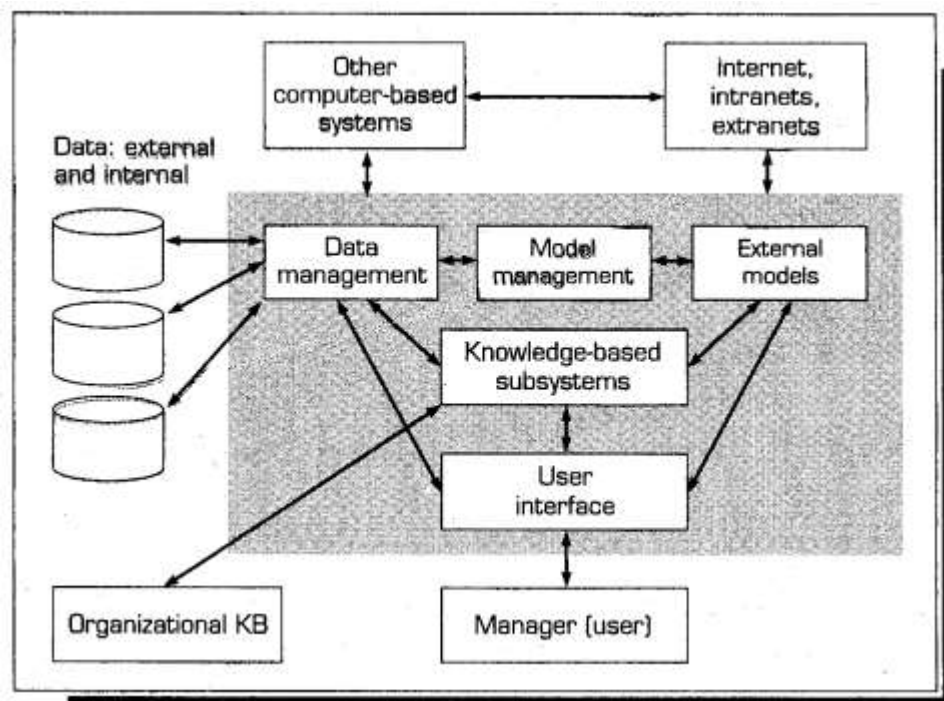 Other
computer-based
systems
Internet,
intranets,
extranets
Data: external
and internal
Data
management
Model
management
External
models
Knowledge-based
subsystems
User
interface
Organizational KB
Manager (user)